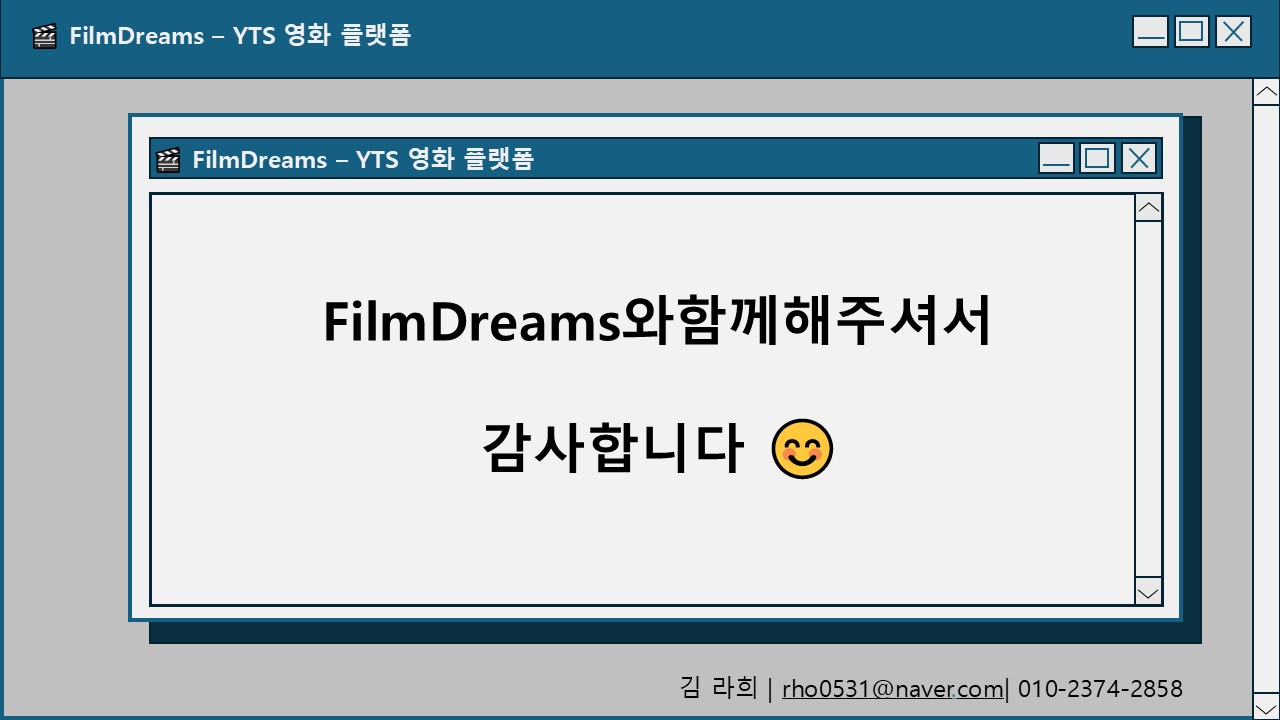 🎬 FilmDreams – YTS 영화 플랫폼
🎬 FilmDreams – YTS 영화 플랫폼
FilmDreams와함께해주셔서
감사합니다 😊
김 라희 | rho0531@naver.com| 010-2374-2858